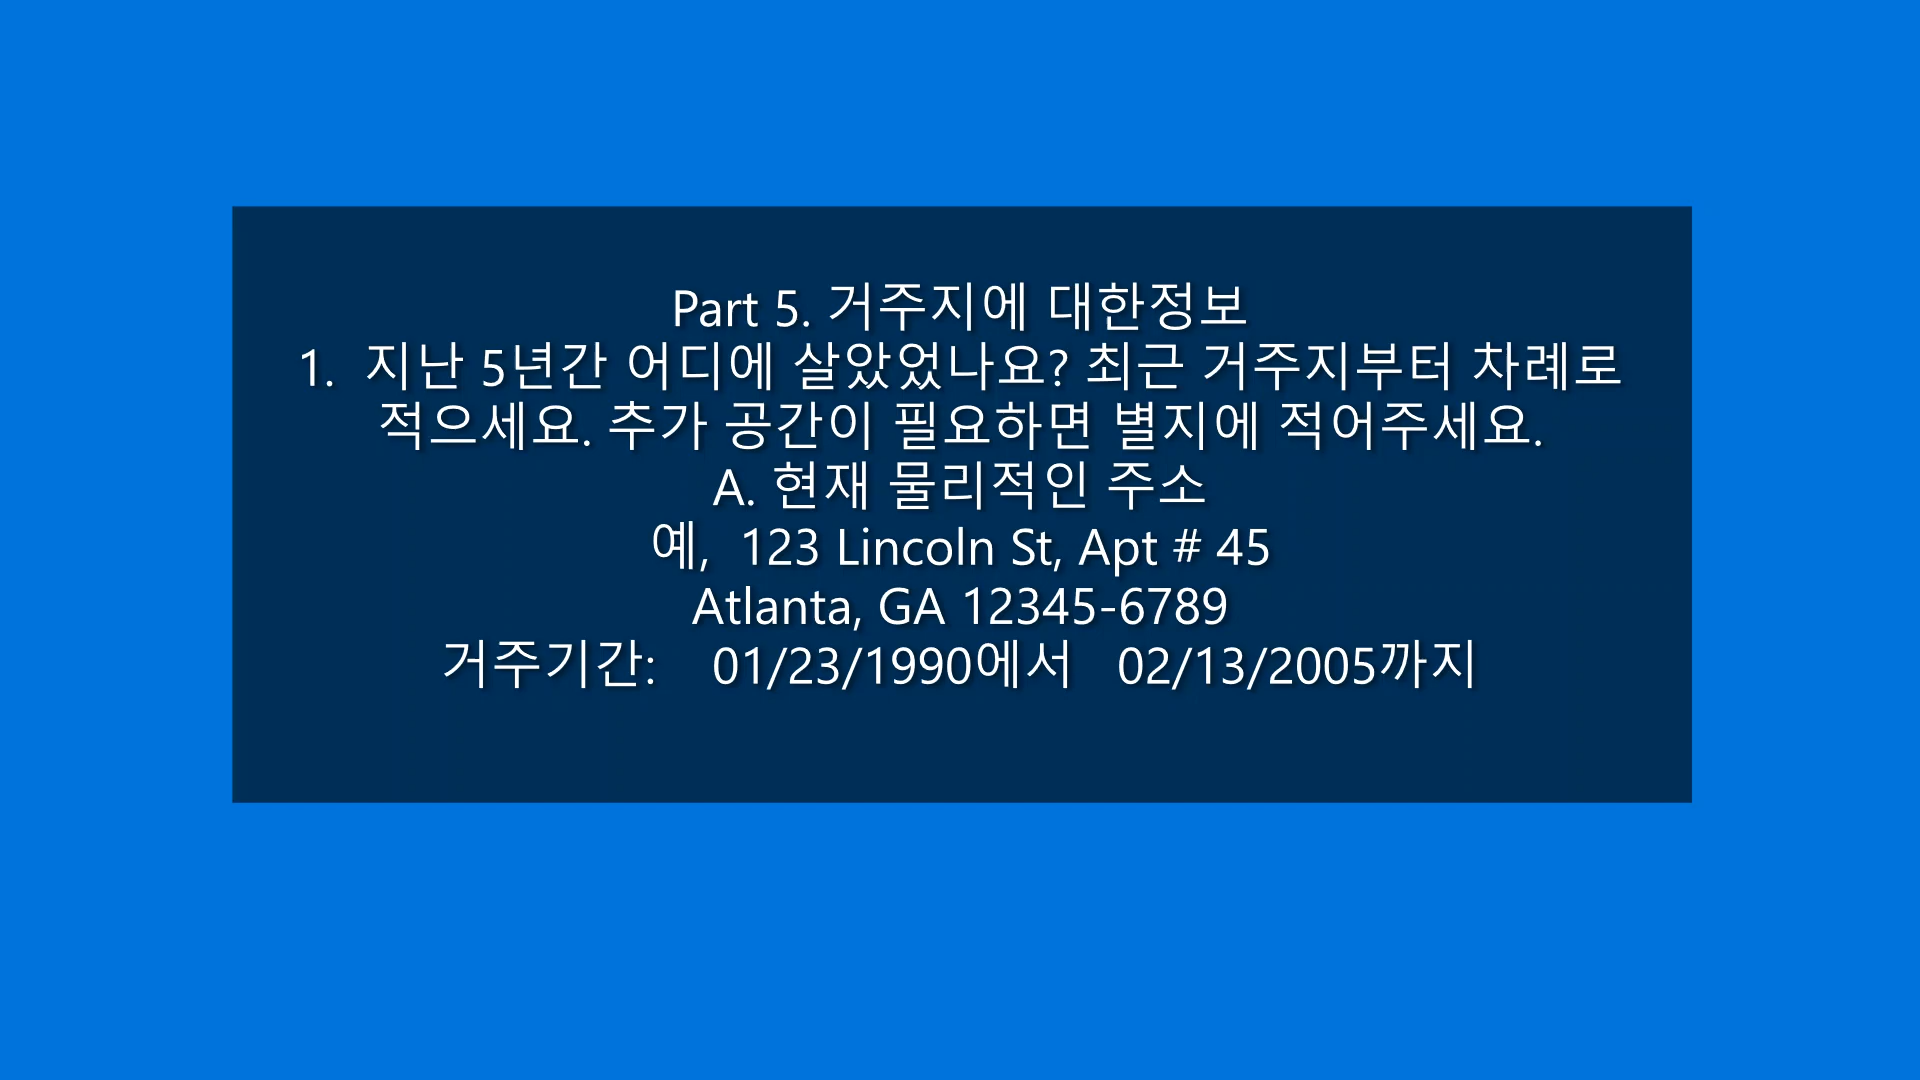 Part 5. 거주지에 대한정보
1. 지난 5년간 어디에 살았었나요? 최근 거주지부터 차례로
적으세요. 추가 공간이 필요하면 별지에 적어주세요.
A. 현재 물리적인 주소
예, 123 Lincoln St, Apt # 45
Atlanta, GA 12345-6789
거주기간: 01/23/1990에서 02/13/2005까지